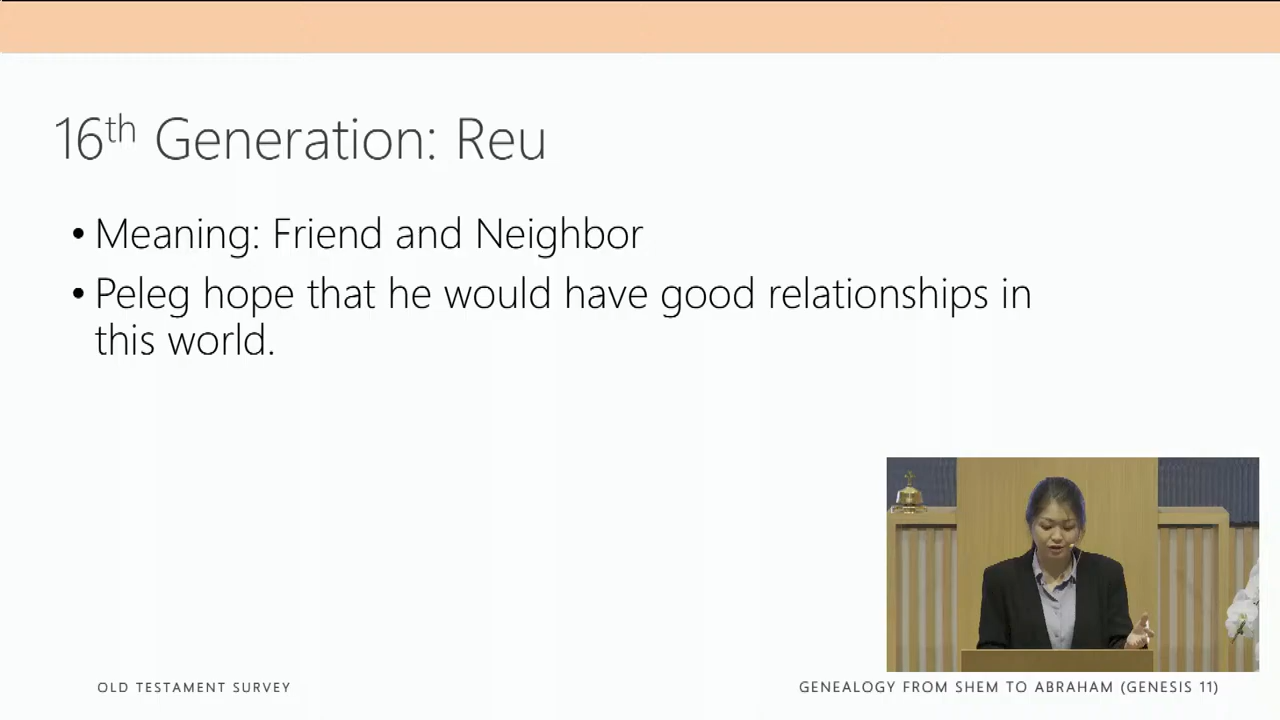 16th Generation: Reu
• Meaning: Friend and Neighbor
• Peleg hope that he would have good relationships in
this world.
OLD TESTAMENT SURVEY
GENEALOGY FROM SHEM TO ABRAHAM (GENESIS 11)